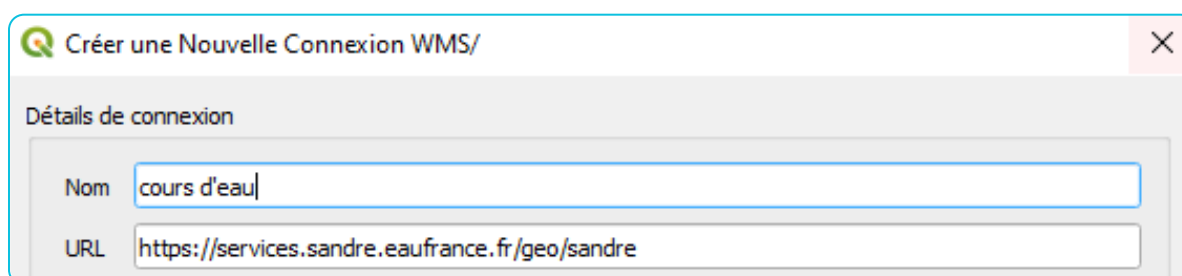 Créer une Nouvelle Connexion WMS/
Détails de connexion
Nom cours d'eau
URL https://services.sandre.eaufrance.fr/geo/sandre